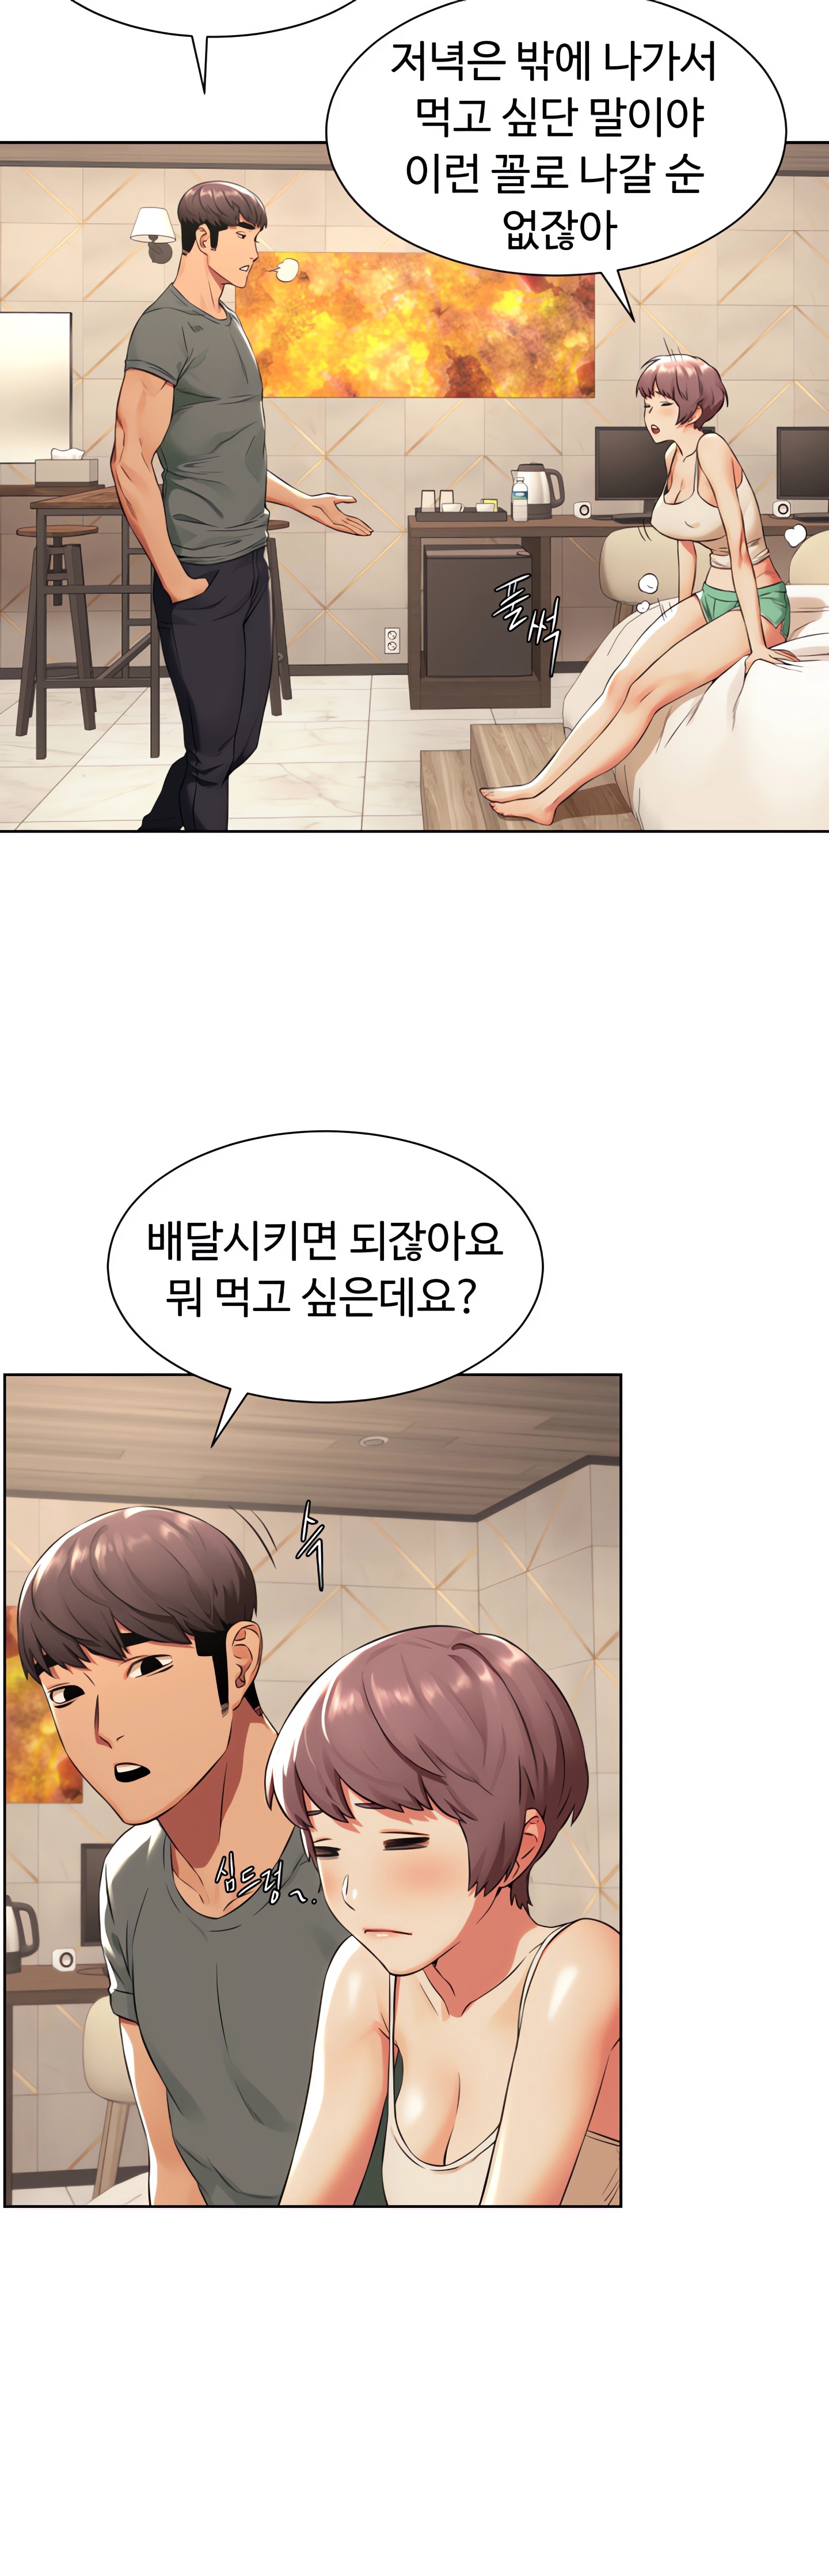 저녁은 밖에 나가서
먹고 싶단 말이야
이런 꼴로 나갈 순
없잖아
풀썩
배달시키면 되잖아요
뭐 먹고 싶은데요?
슥
심드렁~.